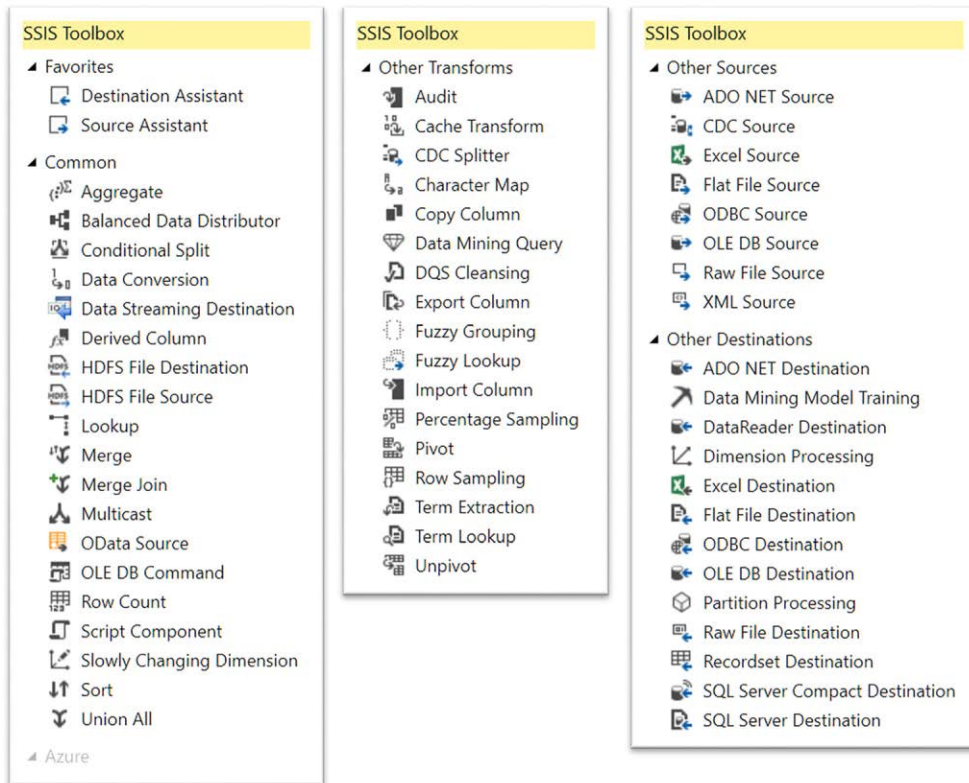 SSIS Toolbox
Favorites
Destination Assistant
Source Assistant
Common
Aggregate
Balanced Data Distributor
Conditional Split
Data Conversion
Data Streaming Destination
Derived Column
HDFS File Destination
HDFS File Source
Lookup
Merge
Merge Join
Multicast
OData Source
OLE DB Command
Row Count
Script Component
Slowly Changing Dimension
Sort
Union All
Azure
SSIS Toolbox
Other Transforms
Audit
Cache Transform
CDC Splitter
Character Map
Copy Column
Data Mining Query
DQS Cleansing
Export Column
Fuzzy Grouping
Fuzzy Lookup
Import Column
Percentage Sampling
Pivot
Row Sampling
Term Extraction
Term Lookup
Unpivot
SSIS Toolbox
Other Sources
ADO NET Source
CDC Source
Excel Source
Flat File Source
ODBC Source
OLE DB Source
Raw File Source
XML Source
Other Destinations
ADO NET Destination
Data Mining Model Training
DataReader Destination
Dimension Processing
Excel Destination
Flat File Destination
ODBC Destination
OLE DB Destination
Partition Processing
Raw File Destination
Recordset Destination
SQL Server Compact Destination
SQL Server Destination